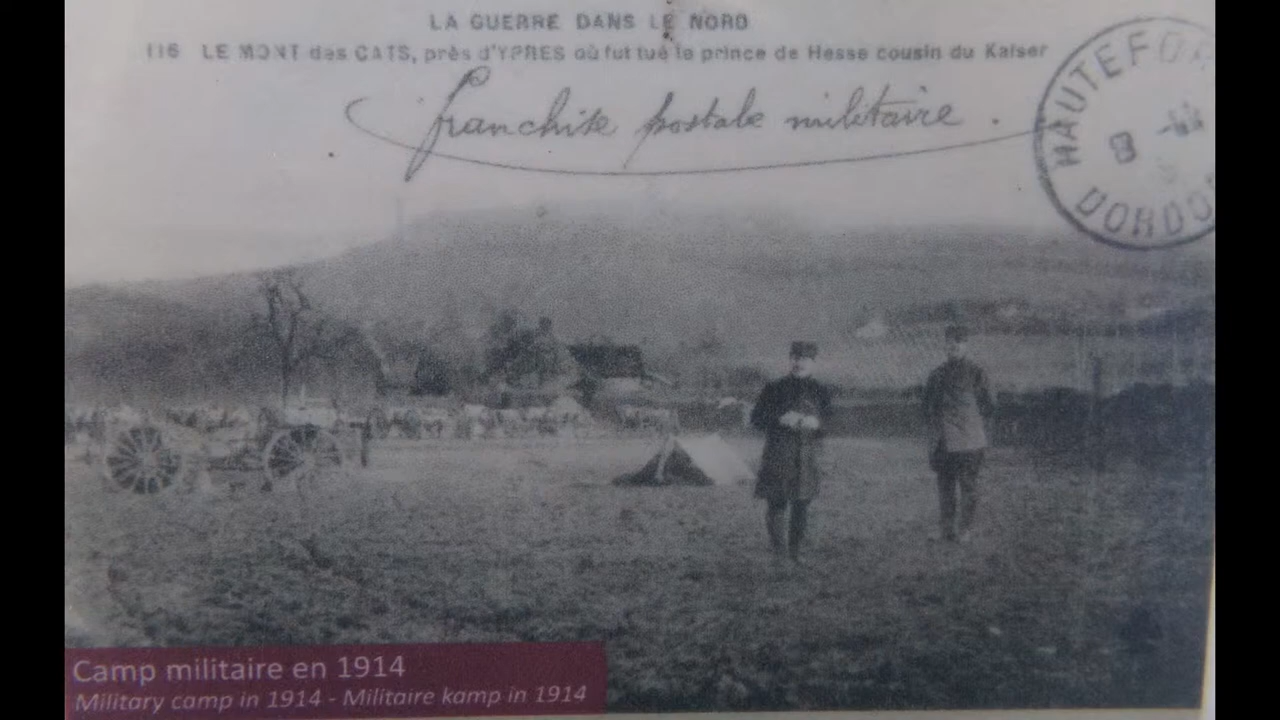 LA GUERRE DANS LE NORD
116 LE MONT des CATS, près d'YPRES où fut tué le prince de Hesse cousin du Kaiser
franchise postale militaire.
HAUTEFO
8
DORDO
Camp militaire en 1914
Military camp in 1914 - Militaire kamp in 1914